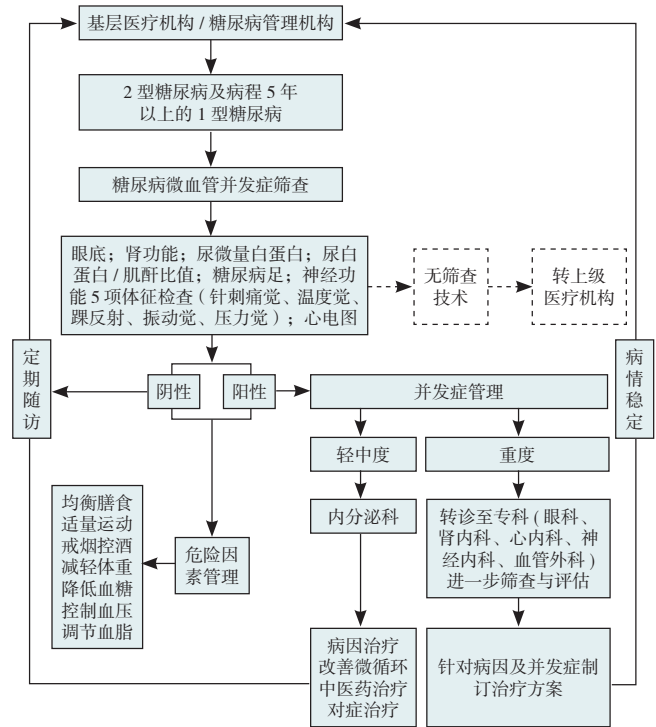 基层医疗机构 / 糖尿病管理机构
2 型糖尿病及病程 5 年
以上的 1 型糖尿病
糖尿病微血管并发症筛查
眼底；肾功能；尿微量白蛋白；尿白
蛋白 / 肌酐比值；糖尿病足；神经功
能 5 项体征检查（针刺痛觉、温度觉、
踝反射、振动觉、压力觉）；心电图
无筛查
技术
转上级
医疗机构
定期随访
阴性
阳性
并发症管理
病情稳定
轻中度
重度
内分泌科
转诊至专科（眼科、
肾内科、心内科、神
经内科、血管外科）
进一步筛查与评估
均衡膳食
适量运动
戒烟控酒
减轻体重
降低血糖
控制血压
调节血脂
危险因
素管理
病因治疗
改善微循环
中医药治疗
对症治疗
针对病因及并发症制
订治疗方案